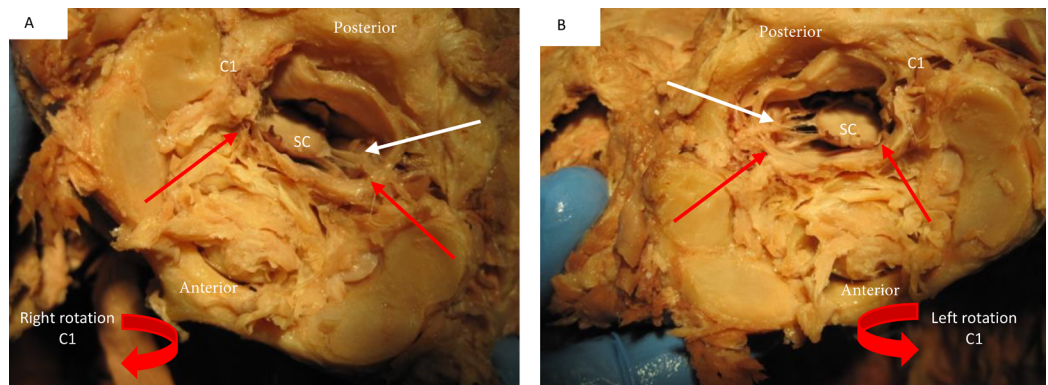 A
Posterior
C1
SC
Anterior
Right rotation
C1
B
Posterior
C1
SC
Anterior
Left rotation
C1